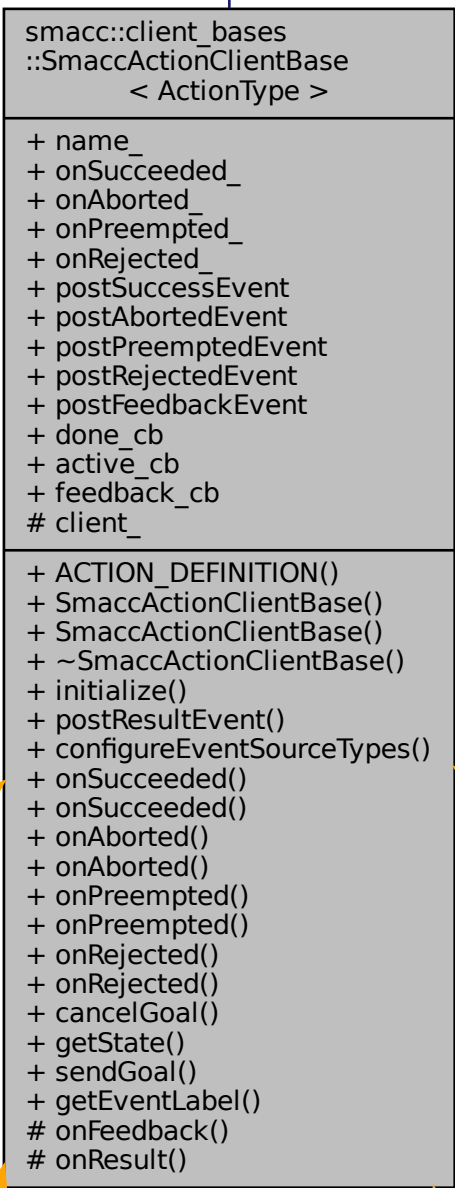 smacc::client_bases
::SmaccActionClientBase
< ActionType >
+ name_
+ onSucceeded_
+ onAborted_
+ onPreempted_
+ onRejected_
+ postSuccessEvent
+ postAbortedEvent
+ postPreemptedEvent
+ postRejectedEvent
+ postFeedbackEvent
+ done_cb
+ active_cb
+ feedback_cb
# client_
+ ACTION_DEFINITION()
+ SmaccActionClientBase()
+ SmaccActionClientBase()
+ ~SmaccActionClientBase()
+ initialize()
+ postResultEvent()
+ configureEventSourceTypes()
+ onSucceeded()
+ onSucceeded()
+ onAborted()
+ onAborted()
+ onPreempted()
+ onPreempted()
+ onRejected()
+ onRejected()
+ cancelGoal()
+ getState()
+ sendGoal()
+ getEventLabel()
# onFeedback()
# onResult()